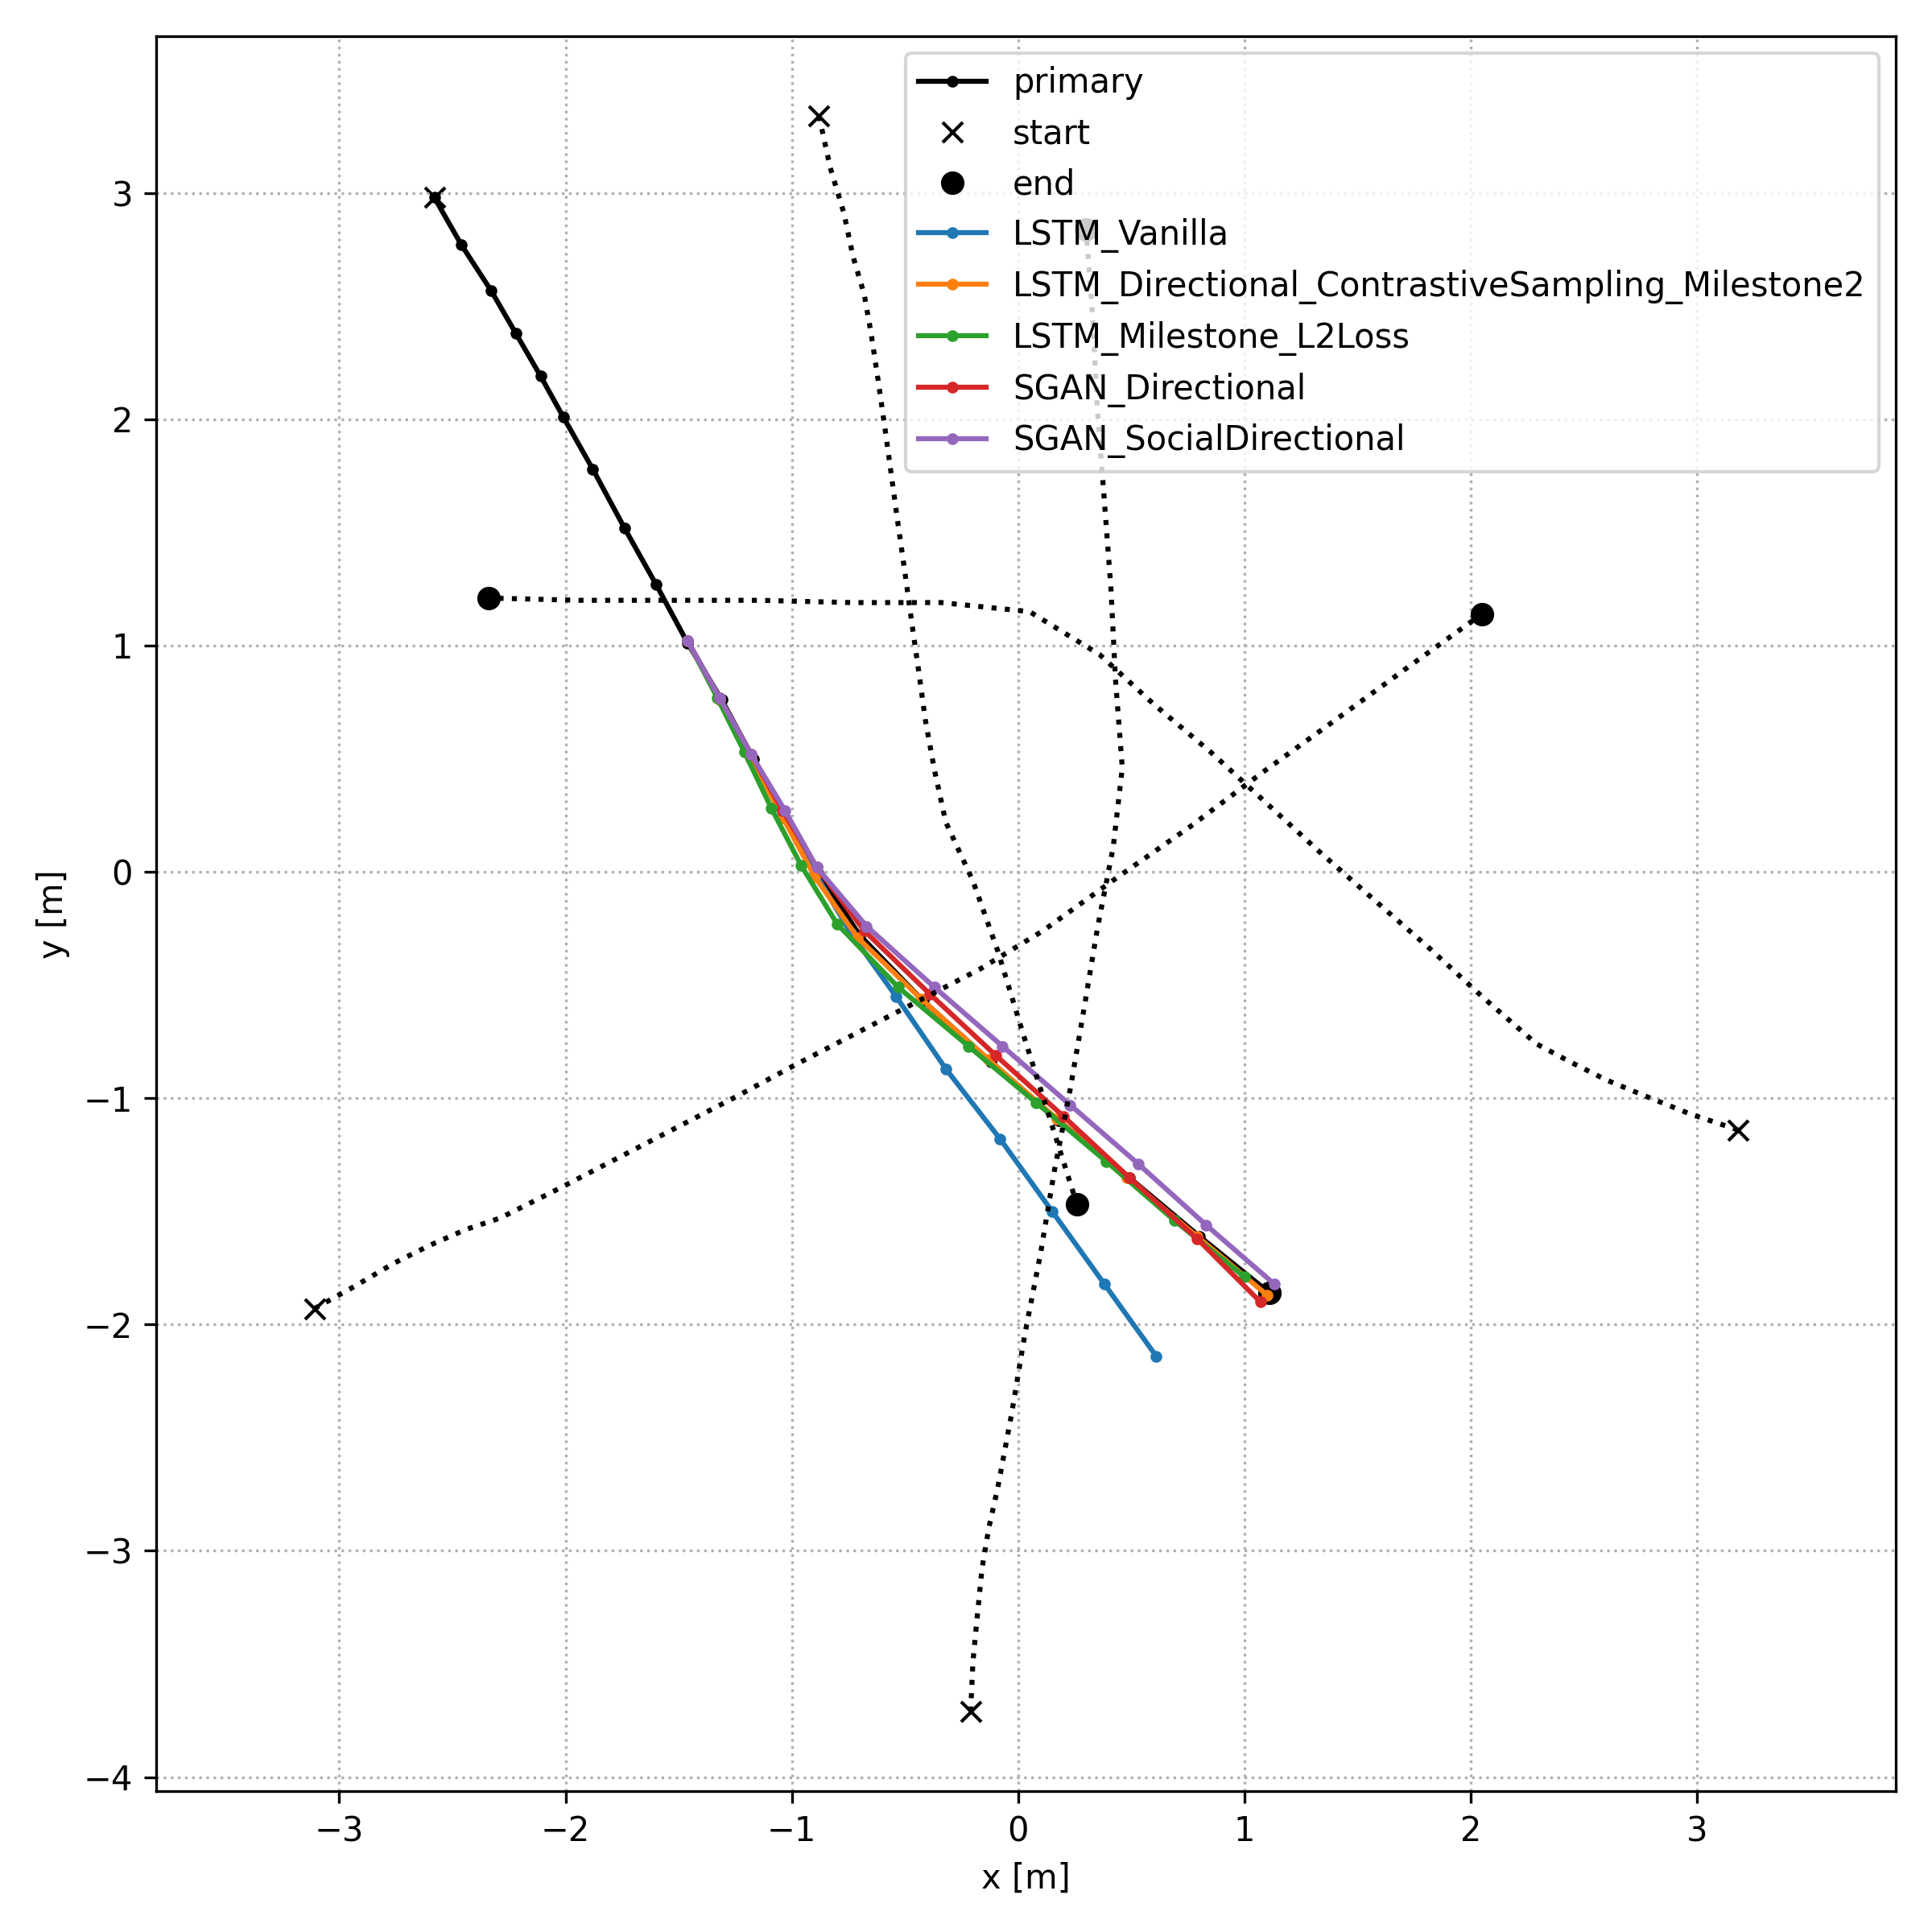 primary
start
end
LSTM_Vanilla
LSTM_Directional_ContrastiveSampling_Milestone2
LSTM_Milestone_L2Loss
SGAN_Directional
SGAN_SocialDirectional
3
2
1
0
−1
−2
−3
−4
y [m]
−3
−2
−1
0
1
2
3
x [m]